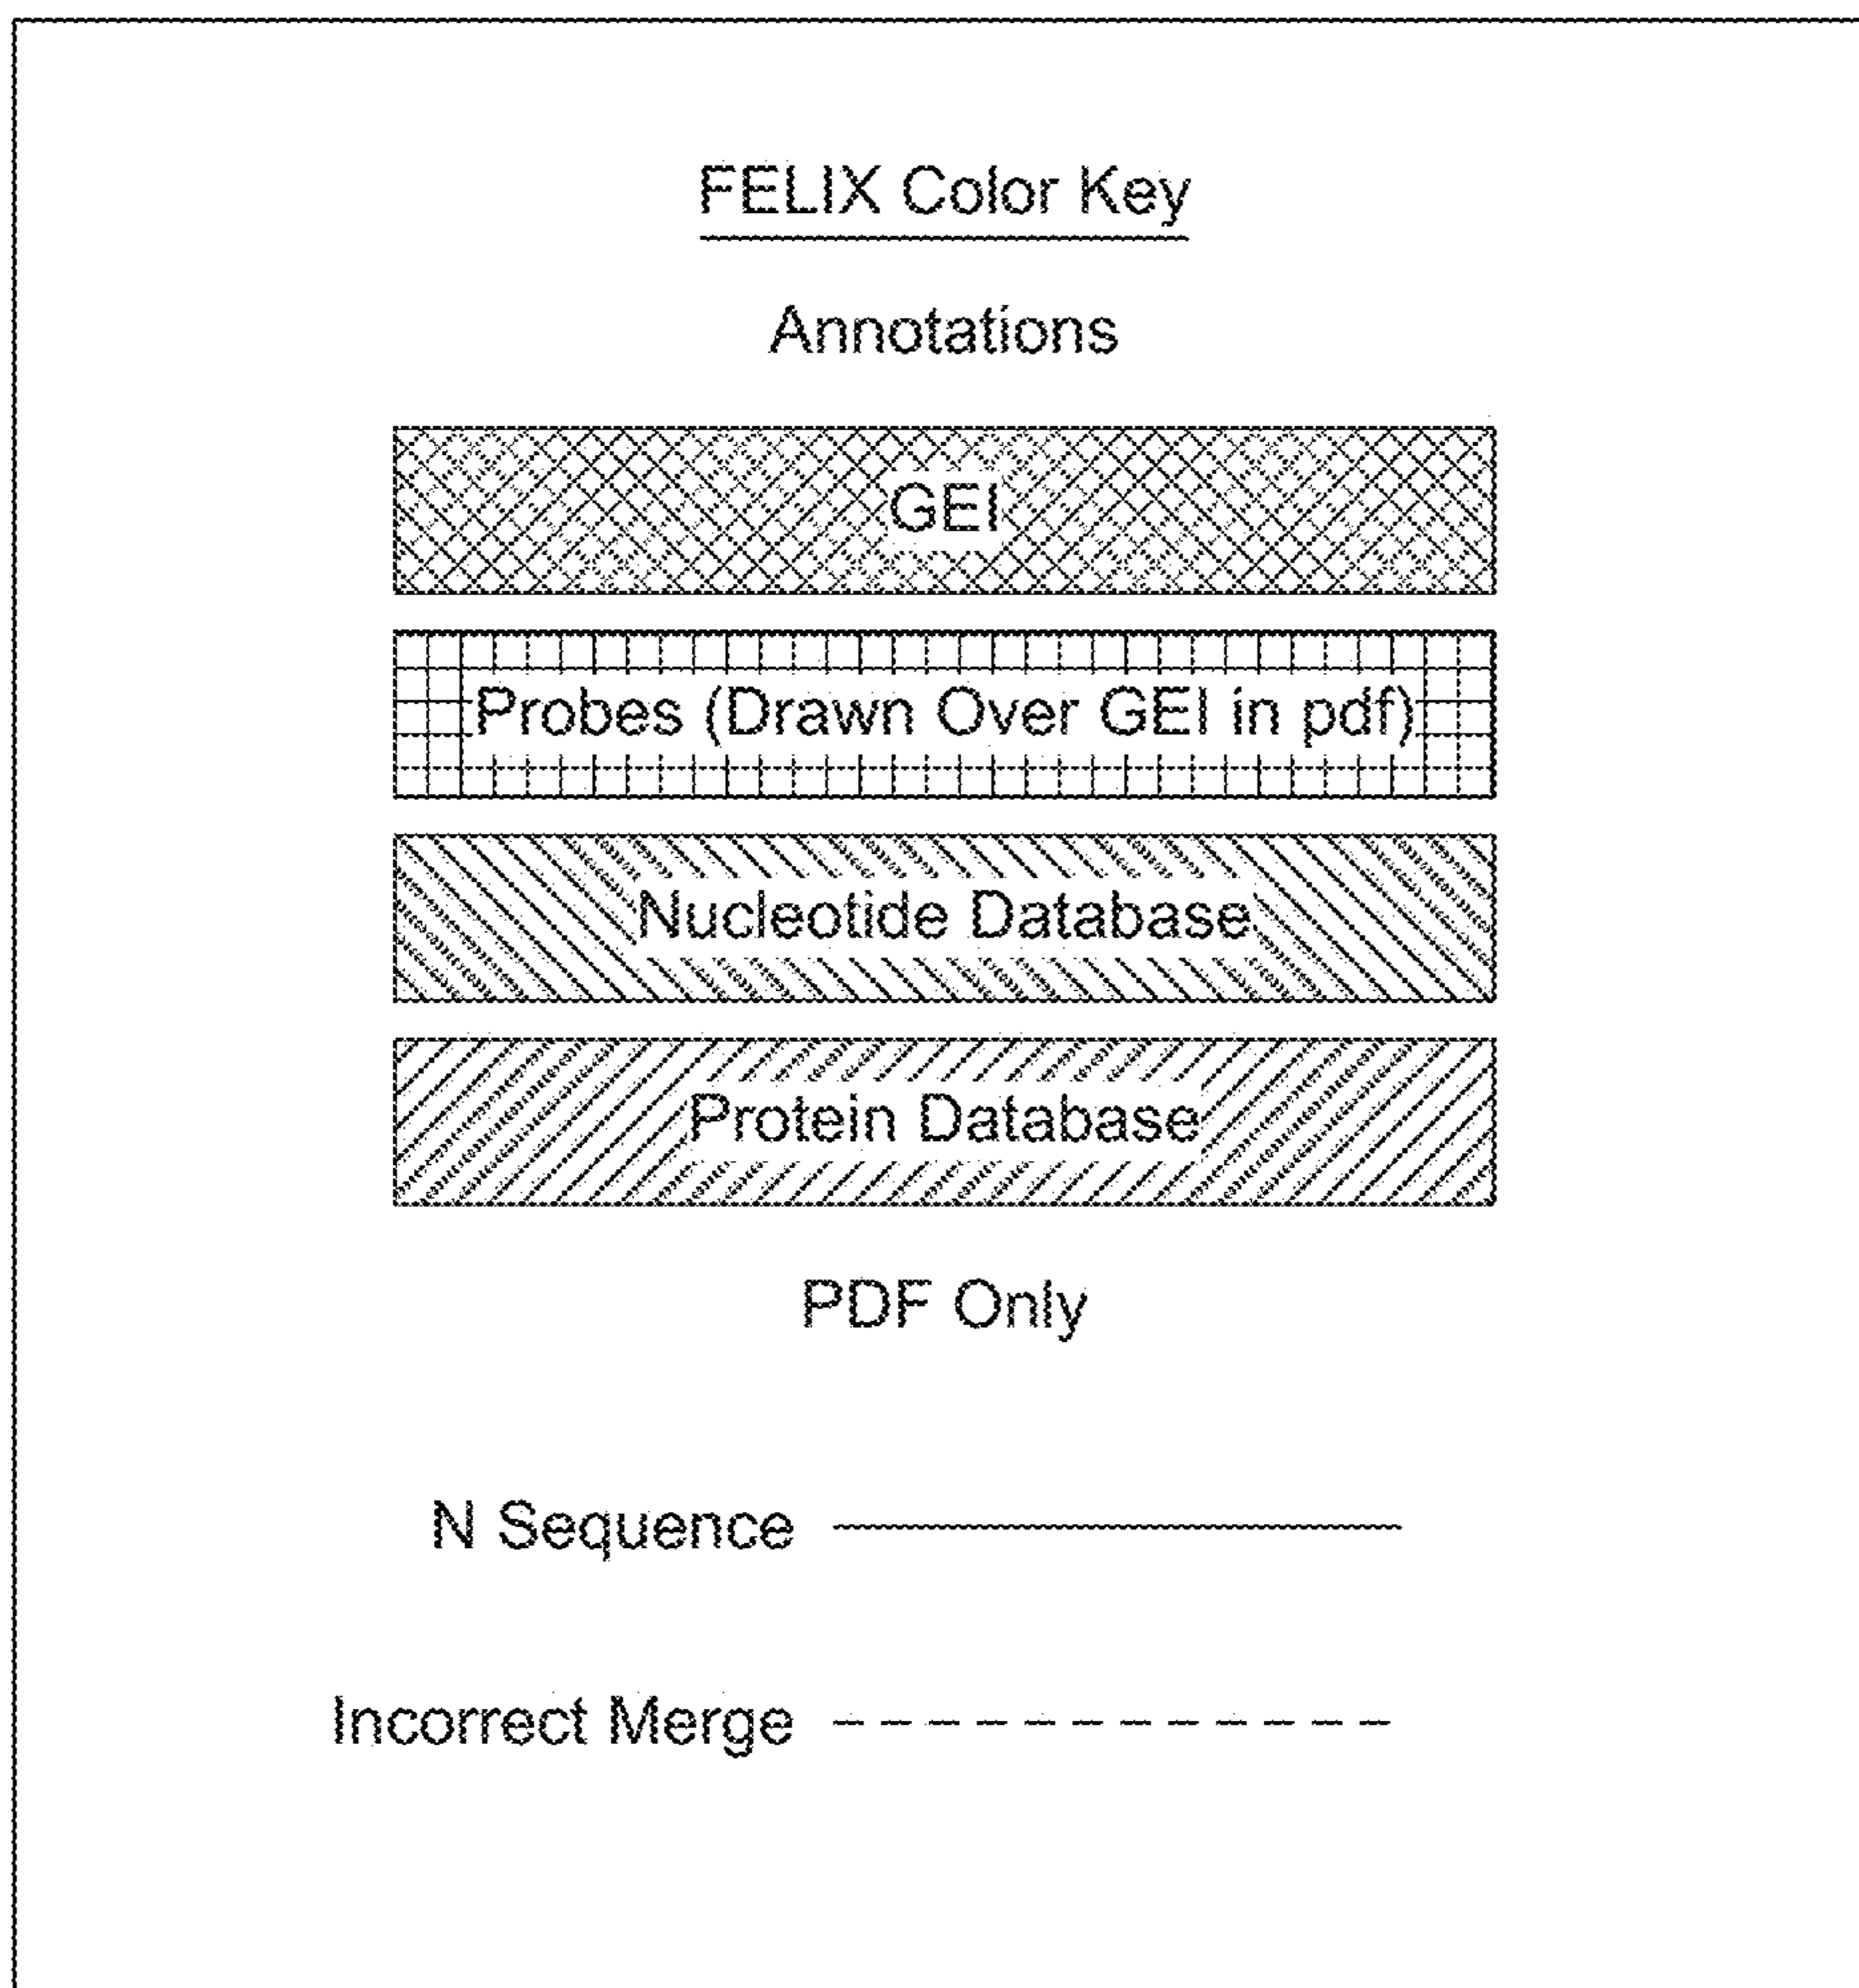 FELIX Color Key
Annotations
GEI
Probes (Drawn Over GEI in pdf)
Nucleotide Database
Protein Database
PDF Only
N Sequence
Incorrect Merge